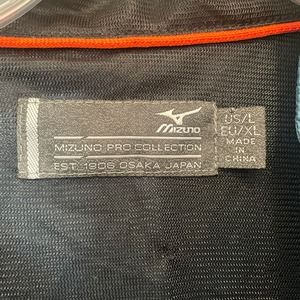 MIZUNO
MIZUNO PRO COLLECTION
EST. 1906 OSAKA JAPAN
US/L
EU/XL
MADE IN
CHINA